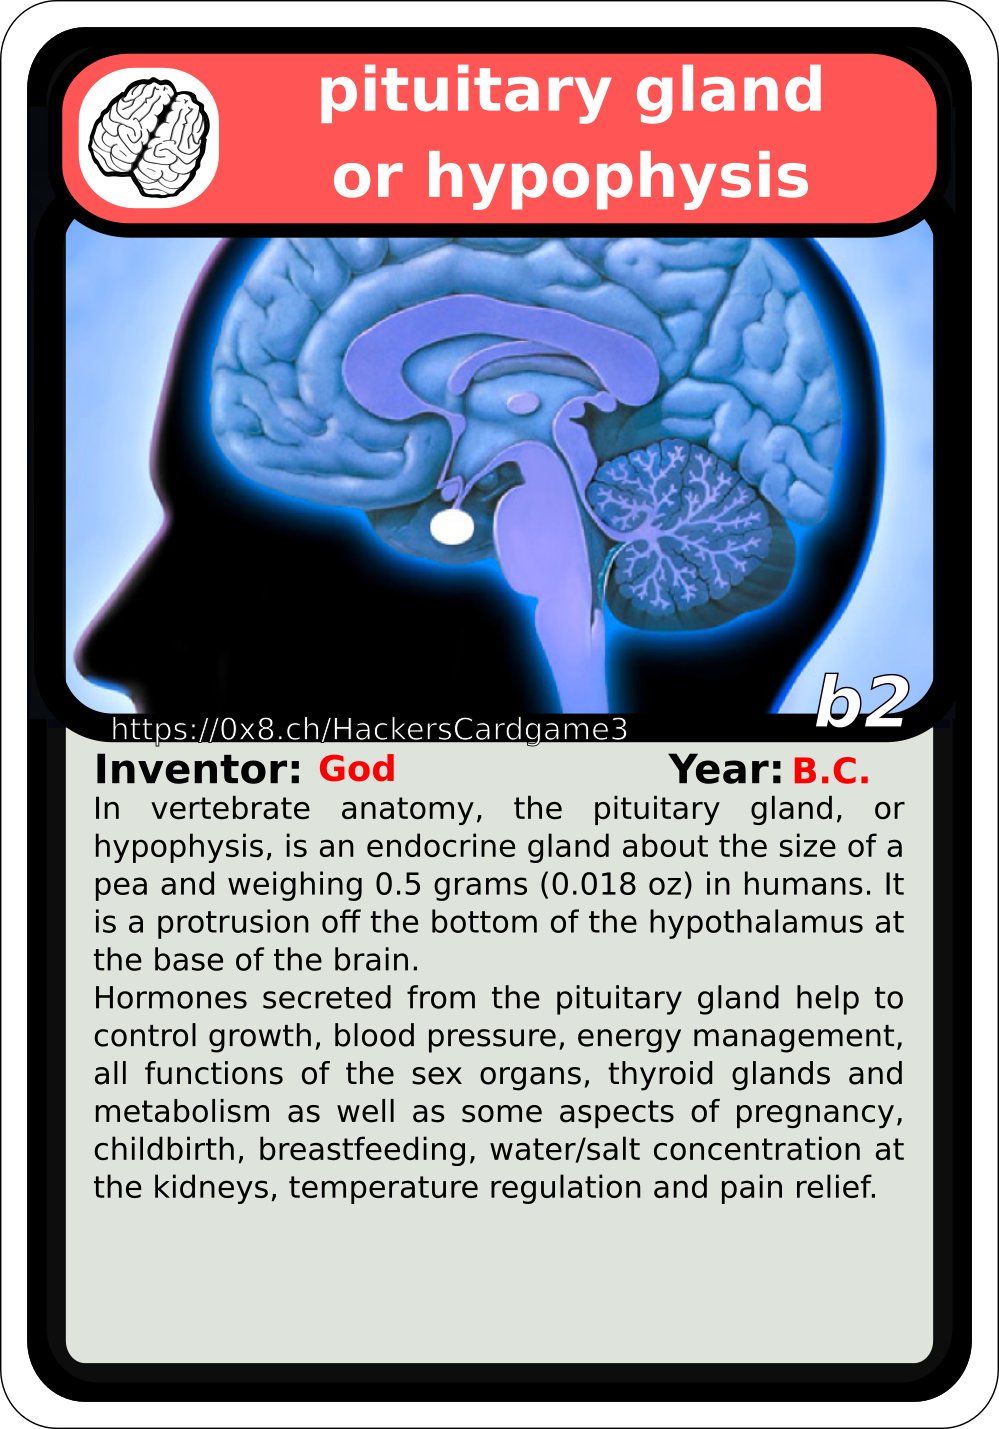 pituitary gland
or hypophysis
b2
https://0x8.ch/HackersCardgame3
Inventor: God Year: B.C.
In vertebrate anatomy, the pituitary gland, or
hypophysis, is an endocrine gland about the size of a
pea and weighing 0.5 grams (0.018 oz) in humans. It
is a protrusion off the bottom of the hypothalamus at
the base of the brain.
Hormones secreted from the pituitary gland help to
control growth, blood pressure, energy management,
all functions of the sex organs, thyroid glands and
metabolism as well as some aspects of pregnancy,
childbirth, breastfeeding, water/salt concentration at
the kidneys, temperature regulation and pain relief.